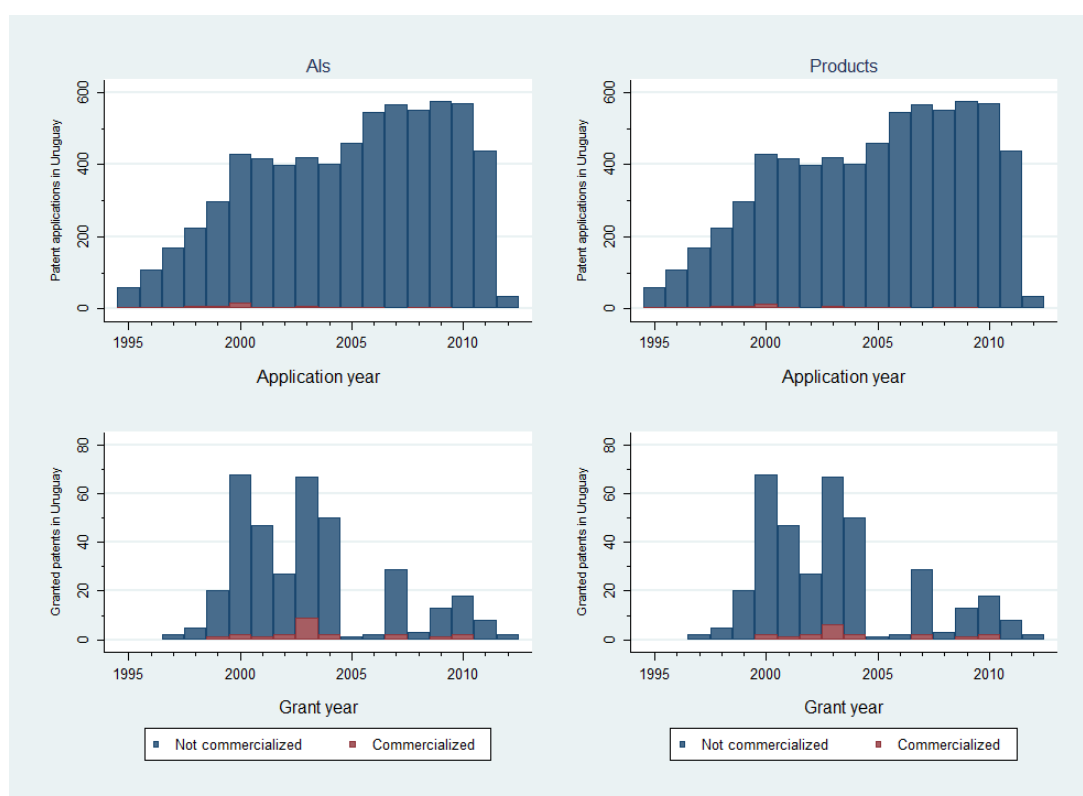 AIs
Patent applications in Uruguay
600
400
200
0
1995 2000 2005 2010
Application year
Products
Patent applications in Uruguay
600
400
200
0
1995 2000 2005 2010
Application year
Granted patents in Uruguay
80
60
40
20
0
1995 2000 2005 2010
Grant year
Not commercialized Commercialized
Granted patents in Uruguay
80
60
40
20
0
1995 2000 2005 2010
Grant year
Not commercialized Commercialized